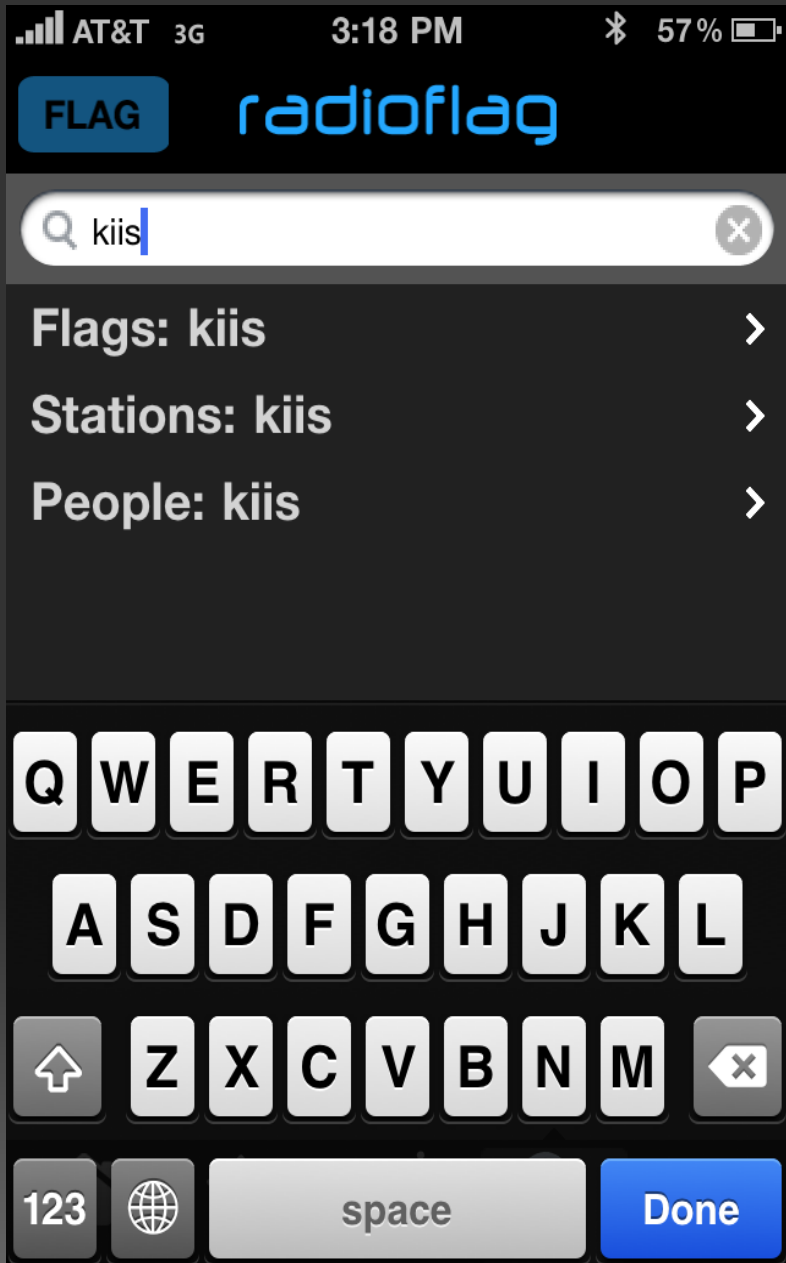 AT&T 3G 3:18 PM 57%
FLAG radioflag
kiis
Flags: kiis
Stations: kiis
People: kiis
Q W E R T Y U I O P
A S D F G H J K L
Z X C V B N M
123 space Done